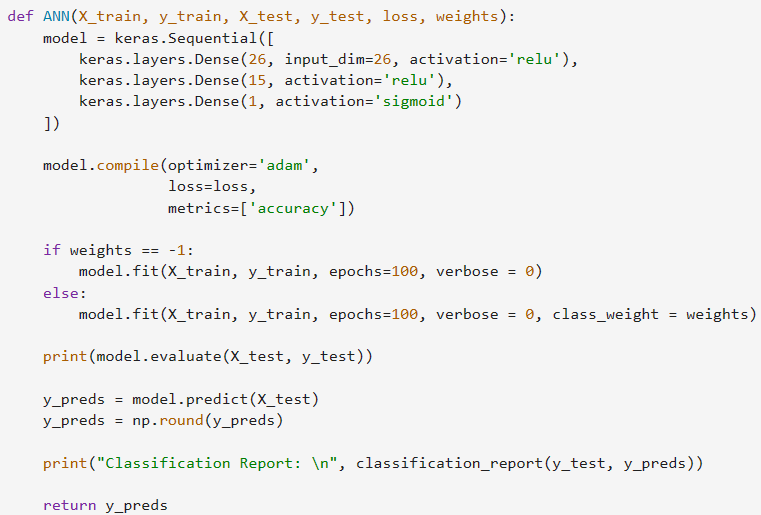 def ANN(X_train, y_train, X_test, y_test, loss, weights):
    model = keras.Sequential([
        keras.layers.Dense(26, input_dim=26, activation='relu'),
        keras.layers.Dense(15, activation='relu'),
        keras.layers.Dense(1, activation='sigmoid')
    ])

    model.compile(optimizer='adam',
                  loss=loss,
                  metrics=['accuracy'])

    if weights == -1:
        model.fit(X_train, y_train, epochs=100, verbose = 0)
    else:
        model.fit(X_train, y_train, epochs=100, verbose = 0, class_weight = weights)

    print(model.evaluate(X_test, y_test))

    y_preds = model.predict(X_test)
    y_preds = np.round(y_preds)

    print("Classification Report: \n", classification_report(y_test, y_preds))

    return y_preds